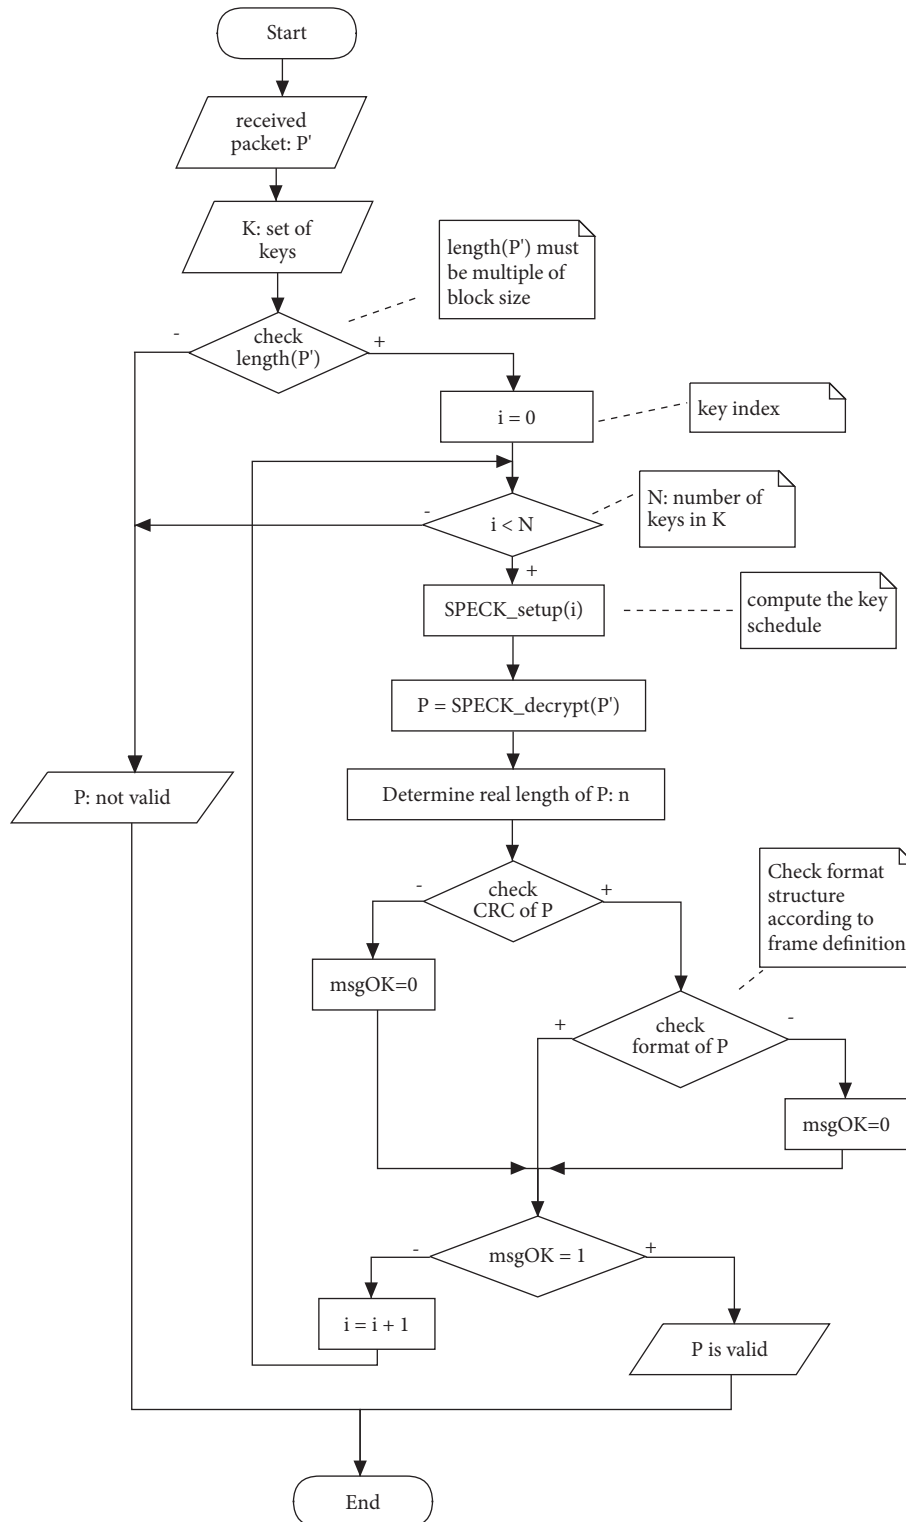 Start
received
packet: P'
K: set of
keys
length(P') must
be multiple of
block size
check
length(P')
-
+
i = 0
key index
N: number of
keys in K
-
i < N
+
SPECK_setup(i)
compute the key
schedule
P = SPECK_decrypt(P')
P: not valid
Determine real length of P: n
check
CRC of P
-
+
Check format
structure
according to
frame definition
msgOK=0
+
check
format of P
-
msgOK=0
-
msgOK = 1
+
i = i + 1
P is valid
End